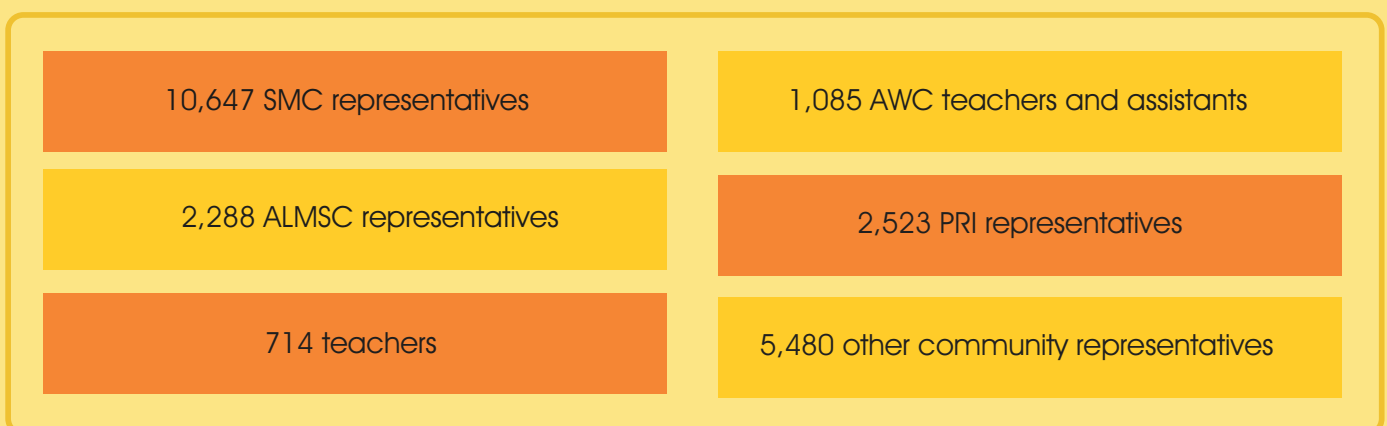 10,647 SMC representatives
1,085 AWC teachers and assistants
2,288 ALMSC representatives
2,523 PRI representatives
714 teachers
5,480 other community representatives